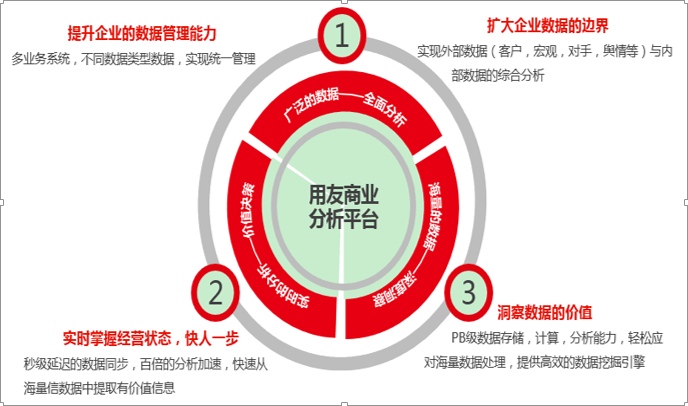 提升企业的数据管理能力
多业务系统，不同数据类型数据，实现统一管理
1
扩大企业数据的边界
实现外部数据（客户，宏观，对手，舆情等）与内
部数据的综合分析
广泛的数据——全面分析
海量的数据——深度洞察
实时的分析——价值决策
用友商业
分析平台
2
实时掌握经营状态，快人一步
秒级延迟的数据同步，百倍的分析加速，快速从
海量信数据中提取有价值信息
3
洞察数据的价值
PB级数据存储，计算，分析能力，轻松应
对海量数据处理，提供高效的数据挖掘引擎